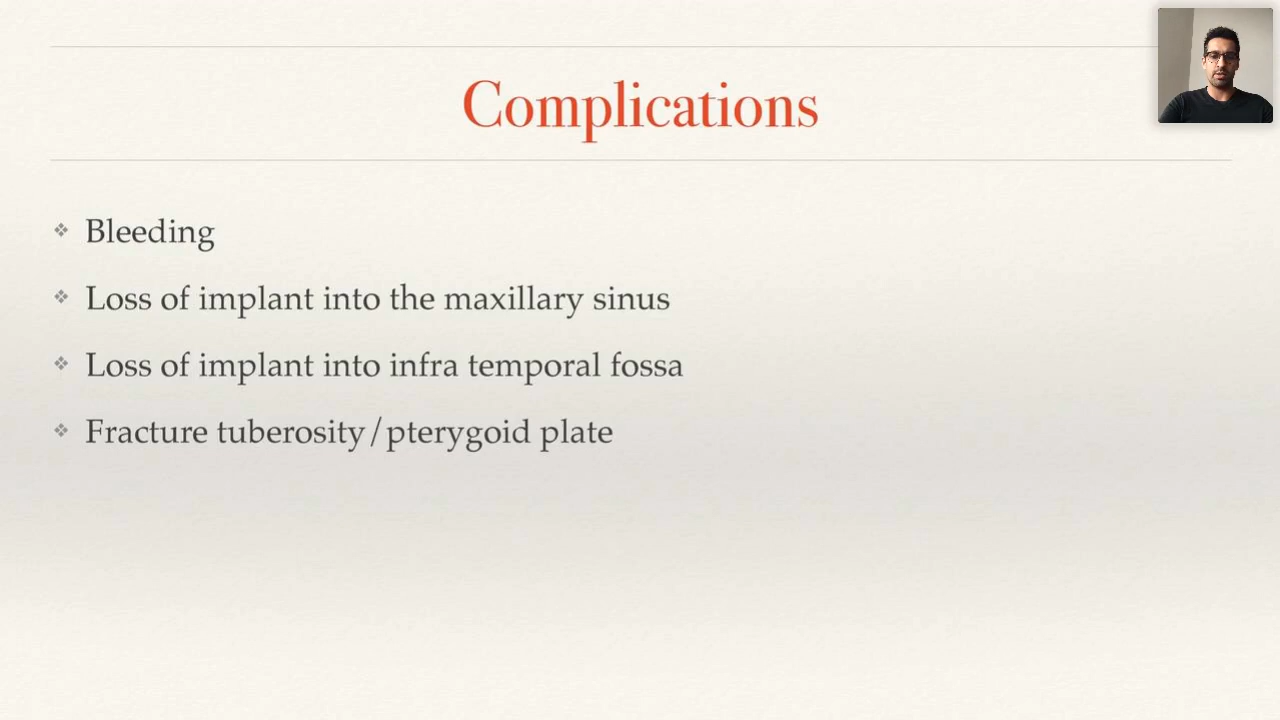 Complications
Bleeding
Loss of implant into the maxillary sinus
Loss of implant into infra temporal fossa
Fracture tuberosity/pterygoid plate